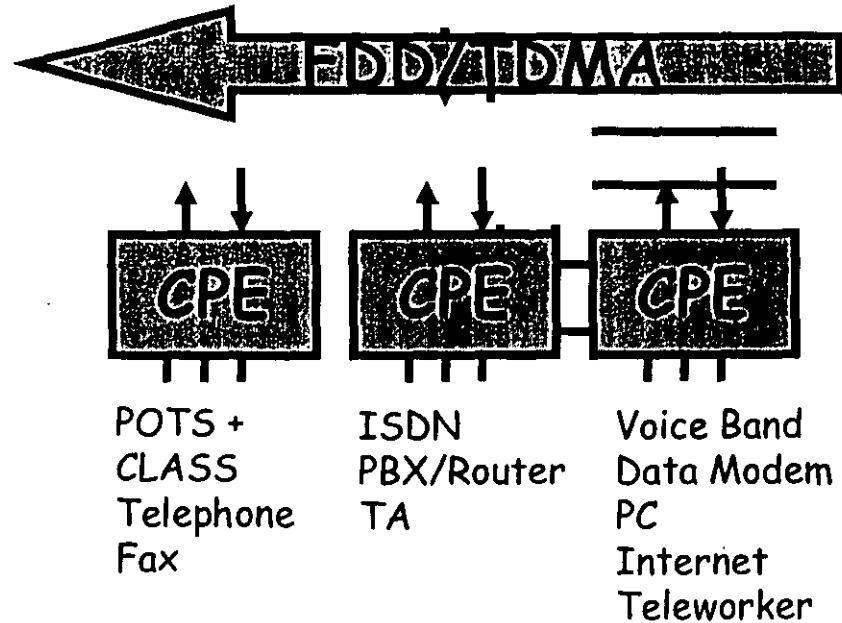 FDD/TDMA
CPE
CPE
CPE
POTS +
CLASS
Telephone
Fax
ISDN
PBX/Router
TA
Voice Band
Data Modem
PC
Internet
Teleworker